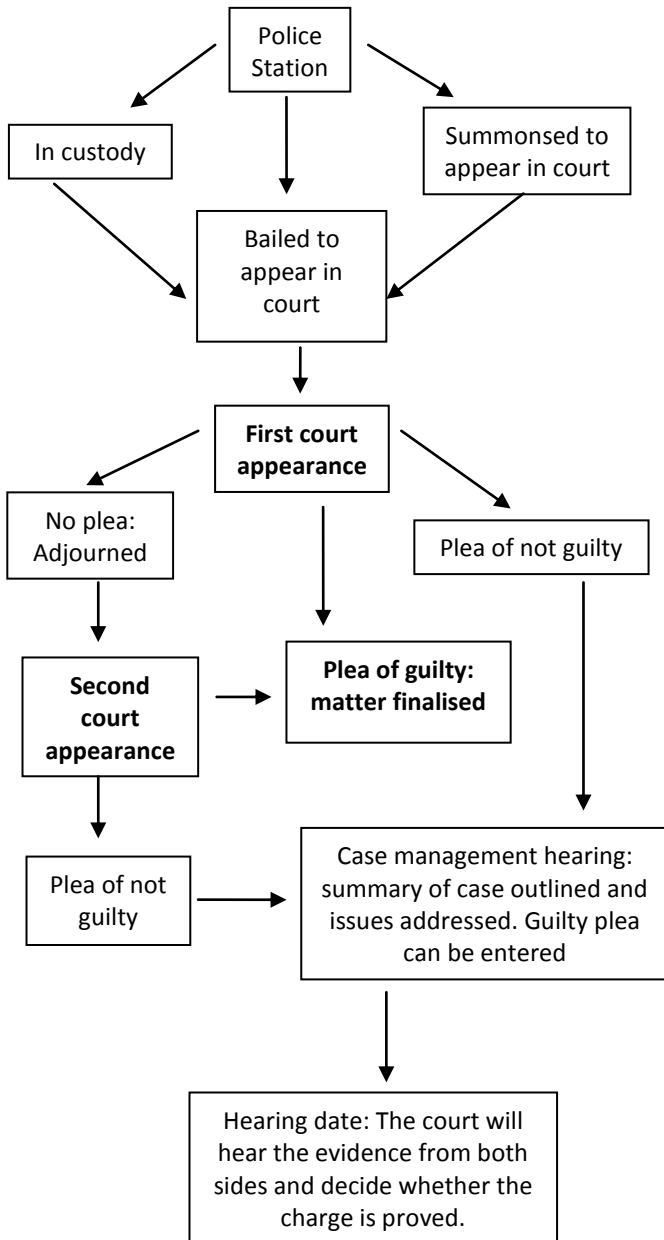 Police
Station
In custody
Summonsed to
appear in court
Bailed to
appear in
court
First court
appearance
No plea:
Adjourned
Plea of not guilty
Second
court
appearance
Plea of guilty:
matter finalised
Plea of not
guilty
Case management hearing:
summary of case outlined and
issues addressed. Guilty plea
can be entered
Hearing date: The court will
hear the evidence from both
sides and decide whether the
charge is proved.